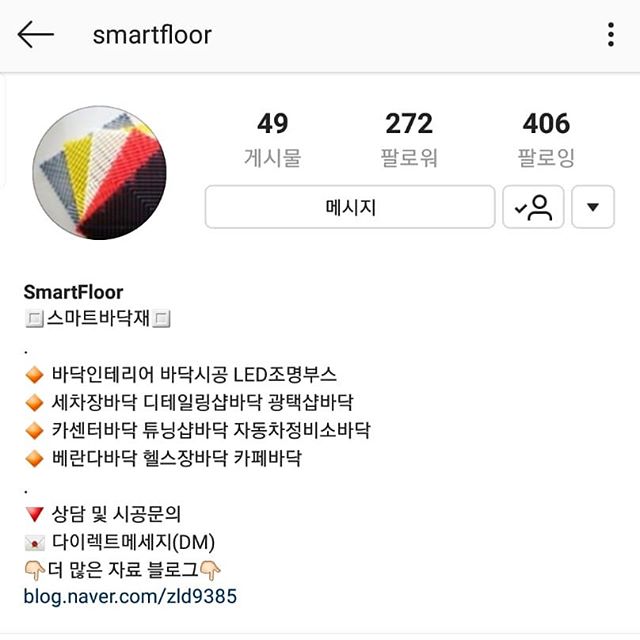 smartfloor
49 272 406
게시물 팔로워 팔로잉
메시지
SmartFloor
스마트바닥재
.
바닥인테리어 바닥시공 LED조명부스
세차장바닥 디테일링샵바닥 광택샵바닥
카센터바닥 튜닝샵바닥 자동차정비소바닥
베란다바닥 헬스장바닥 카페바닥
.
상담 및 시공문의
다이렉트메세지(DM)
더 많은 자료 블로그
blog.naver.com/zld9385